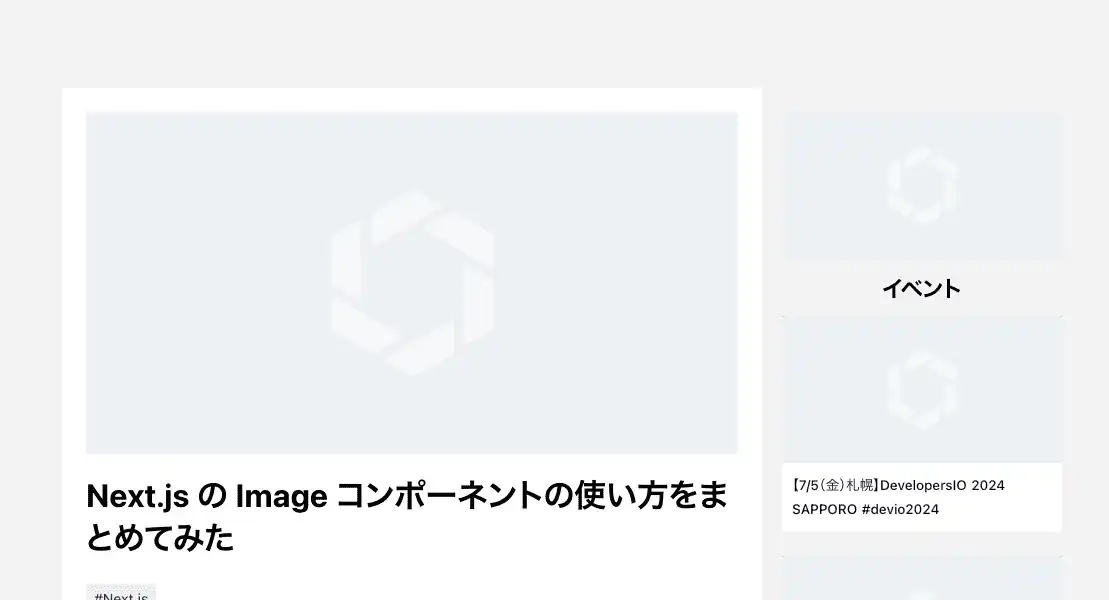 Next.js の Image コンポーネントの使い方をま
とめてみた
#Next.js
イベント
【7/5（金）札幌】DevelopersIO 2024
SAPPORO #devio2024